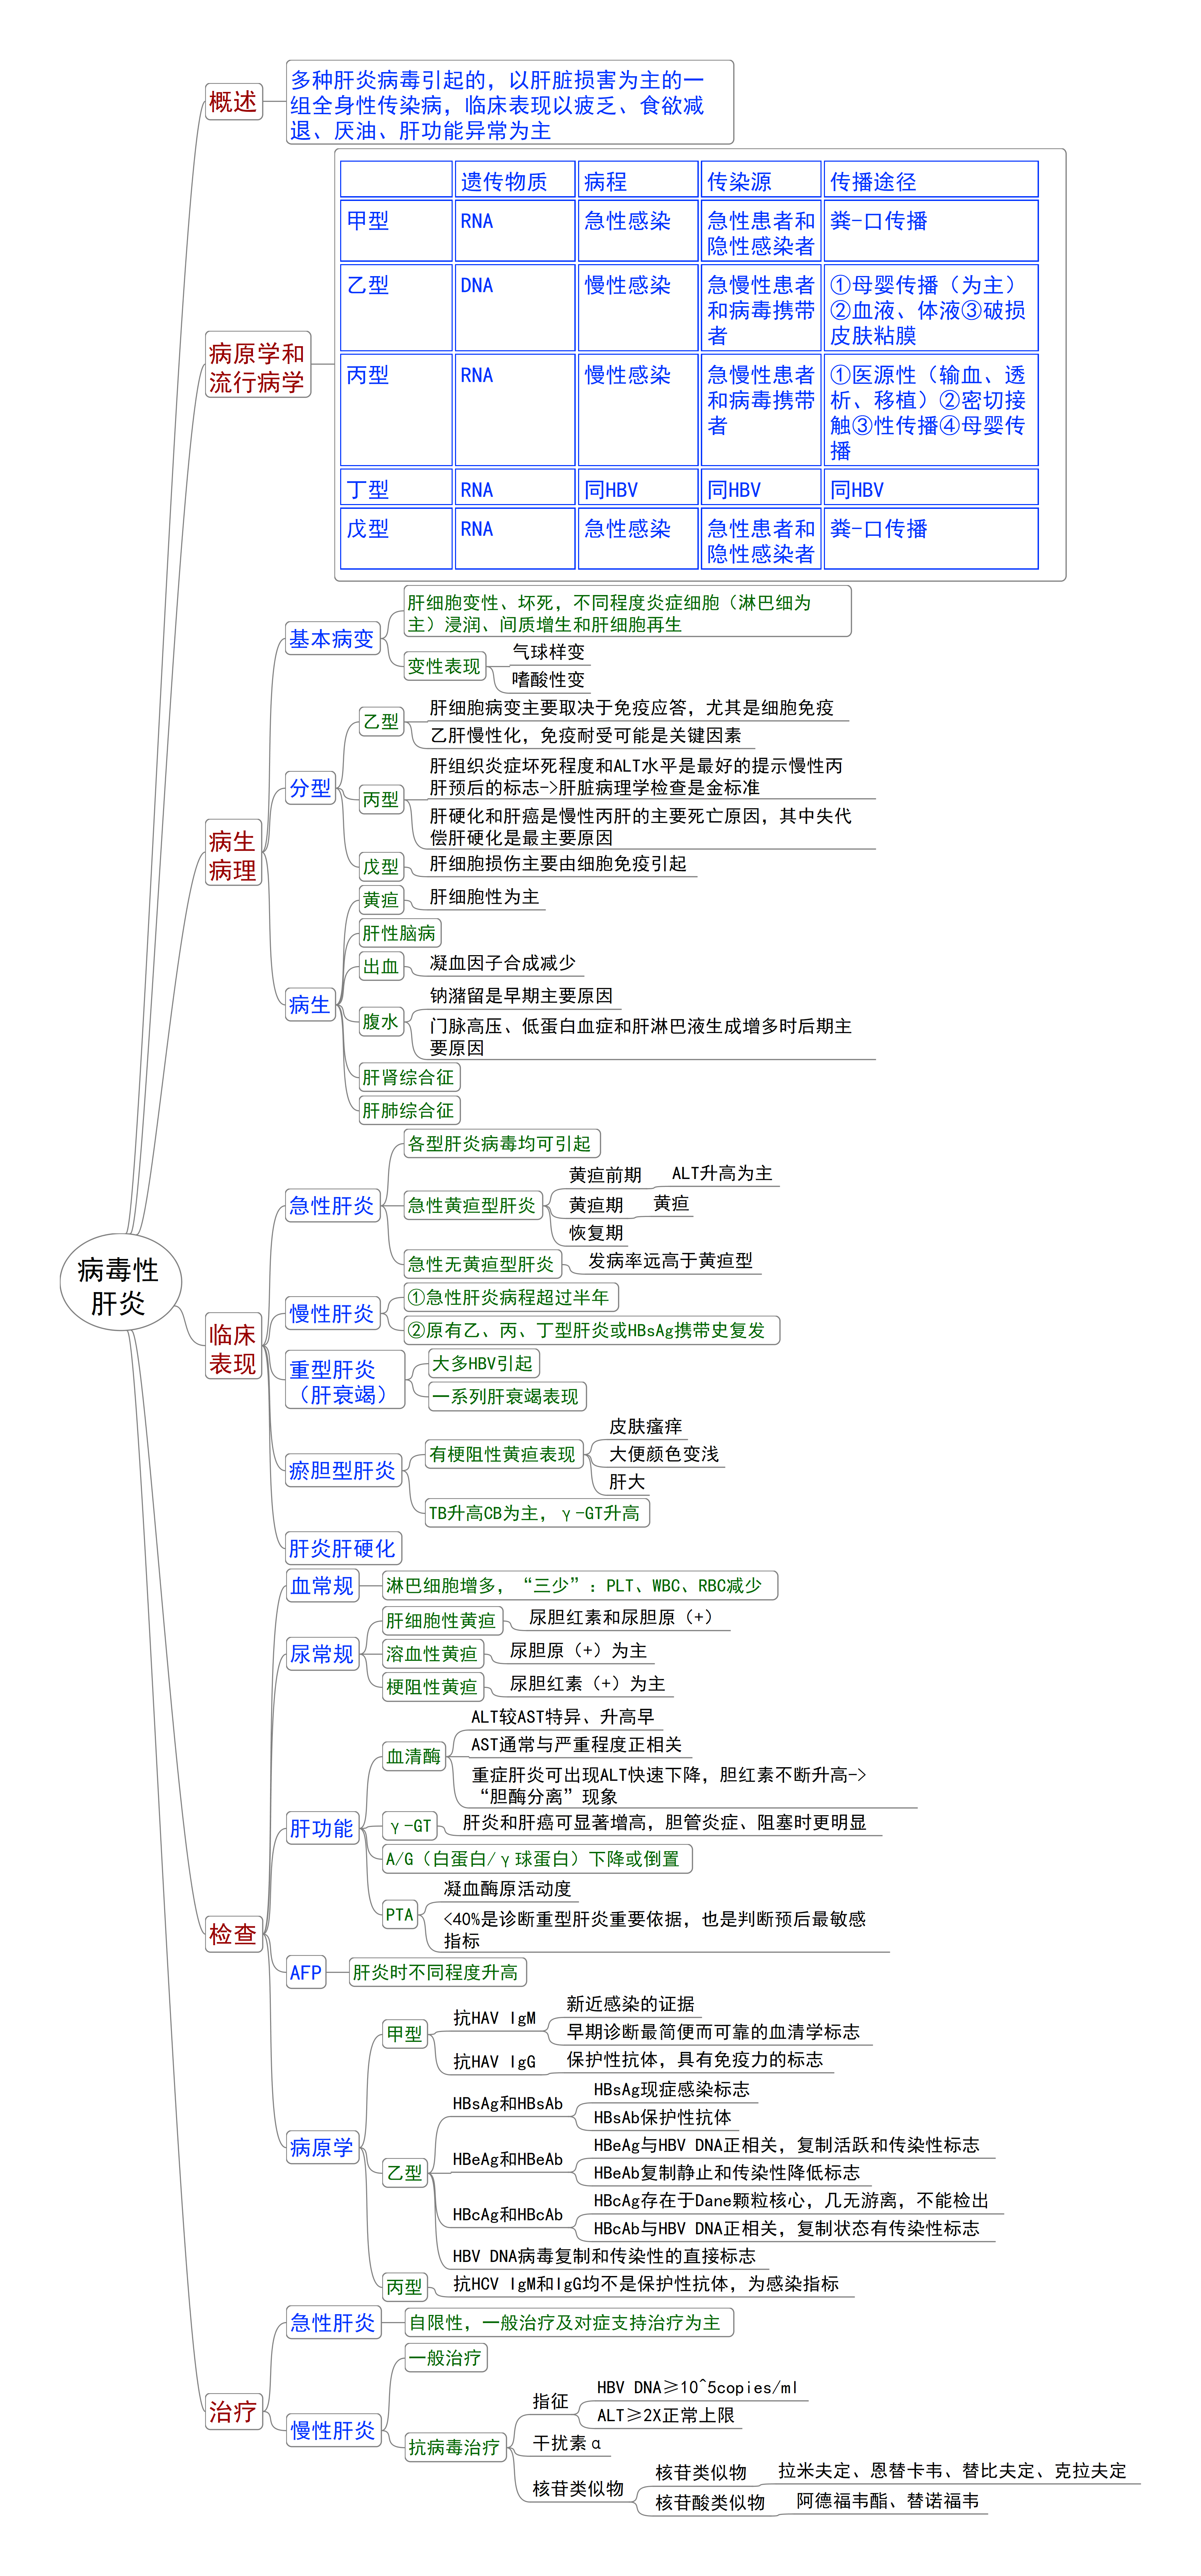 病毒性
肝炎
概述
多种肝炎病毒引起的，以肝脏损害为主的一
组全身性传染病，临床表现以疲乏、食欲减
退、厌油、肝功能异常为主
病原学和
流行病学
遗传物质 病程 传染源 传播途径
甲型 RNA 急性感染 急性患者和 粪-口传播
隐性感染者
乙型 DNA 慢性感染 急慢性患者 ①母婴传播（为主）
和病毒携带 ②血液、体液③破损
者 皮肤粘膜
丙型 RNA 慢性感染 急慢性患者 ①医源性（输血、透
和病毒携带 析、移植）②密切接
者 触③性传播④母婴传
播
丁型 RNA 同HBV 同HBV 同HBV
戊型 RNA 急性感染 急性患者和 粪-口传播
隐性感染者
病生
病理
基本病变
肝细胞变性、坏死，不同程度炎症细胞（淋巴细为
主）浸润、间质增生和肝细胞再生
变性表现
气球样变
嗜酸性变
分型
乙型
肝细胞病变主要取决于免疫应答，尤其是细胞免疫
乙肝慢性化，免疫耐受可能是关键因素
丙型
肝组织炎症坏死程度和ALT水平是最好的提示慢性丙
肝预后的标志->肝脏病理学检查是金标准
肝硬化和肝癌是慢性丙肝的主要死亡原因，其中失代
偿肝硬化是最主要原因
戊型
肝细胞损伤主要由细胞免疫引起
病生
黄疸
肝细胞性为主
肝性脑病
出血
凝血因子合成减少
腹水
钠潴留是早期主要原因
门脉高压、低蛋白血症和肝淋巴液生成增多时后期主
要原因
肝肾综合征
肝肺综合征
临床
表现
急性肝炎
各型肝炎病毒均可引起
急性黄疸型肝炎
黄疸前期
ALT升高为主
黄疸期
黄疸
恢复期
急性无黄疸型肝炎
发病率远高于黄疸型
慢性肝炎
①急性肝炎病程超过半年
②原有乙、丙、丁型肝炎或HBsAg携带史复发
重型肝炎
（肝衰竭）
大多HBV引起
一系列肝衰竭表现
瘀胆型肝炎
有梗阻性黄疸表现
皮肤瘙痒
大便颜色变浅
肝大
TB升高CB为主，γ-GT升高
肝炎肝硬化
检查
血常规
淋巴细胞增多，“三少”：PLT、WBC、RBC减少
尿常规
肝细胞性黄疸
尿胆红素和尿胆原（+）
溶血性黄疸
尿胆原（+）为主
梗阻性黄疸
尿胆红素（+）为主
肝功能
血清酶
ALT较AST特异、升高早
AST通常与严重程度正相关
重症肝炎可出现ALT快速下降，胆红素不断升高->
“胆酶分离”现象
γ-GT
肝炎和肝癌可显著增高，胆管炎症、阻塞时更明显
A/G（白蛋白/γ球蛋白）下降或倒置
PTA
凝血酶原活动度
<40%是诊断重型肝炎重要依据，也是判断预后最敏感
指标
AFP
肝炎时不同程度升高
病原学
甲型
抗HAV IgM
新近感染的证据
早期诊断最简便而可靠的血清学标志
抗HAV IgG
保护性抗体，具有免疫力的标志
乙型
HBsAg和HBsAb
HBsAg现症感染标志
HBsAb保护性抗体
HBeAg和HBeAb
HBeAg与HBV DNA正相关，复制活跃和传染性标志
HBeAb复制静止和传染性降低标志
HBcAg和HBcAb
HBcAg存在于Dane颗粒核心，几无游离，不能检出
HBcAb与HBV DNA正相关，复制状态有传染性标志
HBV DNA病毒复制和传染性的直接标志
丙型
抗HCV IgM和IgG均不是保护性抗体，为感染指标
治疗
急性肝炎
自限性，一般治疗及对症支持治疗为主
慢性肝炎
一般治疗
抗病毒治疗
指征
HBV DNA≥10^5copies/ml
ALT≥2X正常上限
干扰素α
核苷类似物
核苷类似物
拉米夫定、恩替卡韦、替比夫定、克拉夫定
核苷酸类似物
阿德福韦酯、替诺福韦